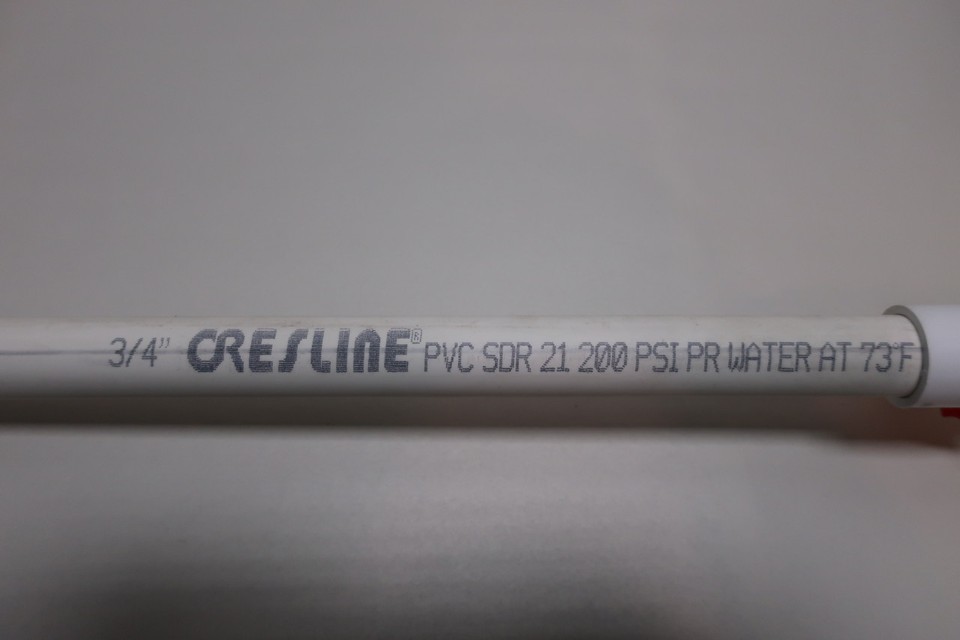 3/4" CRESLINE® PVC SDR 21 200 PSI PR WATER AT 73°F